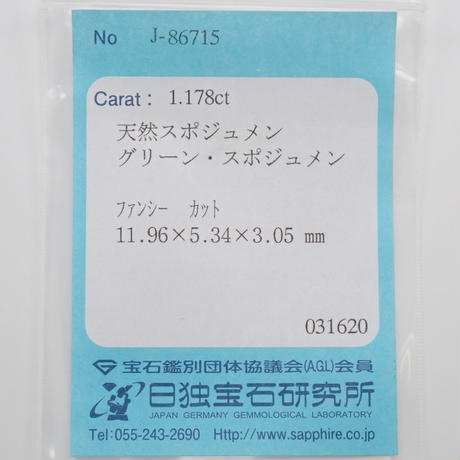 No J-86715
Carat : 1.178ct
天然スポジュメン
グリーン・スポジュメン
ﾌｧﾝｼｰ ｶｯﾄ
11.96×5.34×3.05 mm
031620
宝石鑑別団体協議会(A.G.L)会員
日独宝石研究所
JAPAN GERMANY GEMMOLOGICAL LABORATORY
Tel:055-243-2690 Http://www.sapphire.co.jp